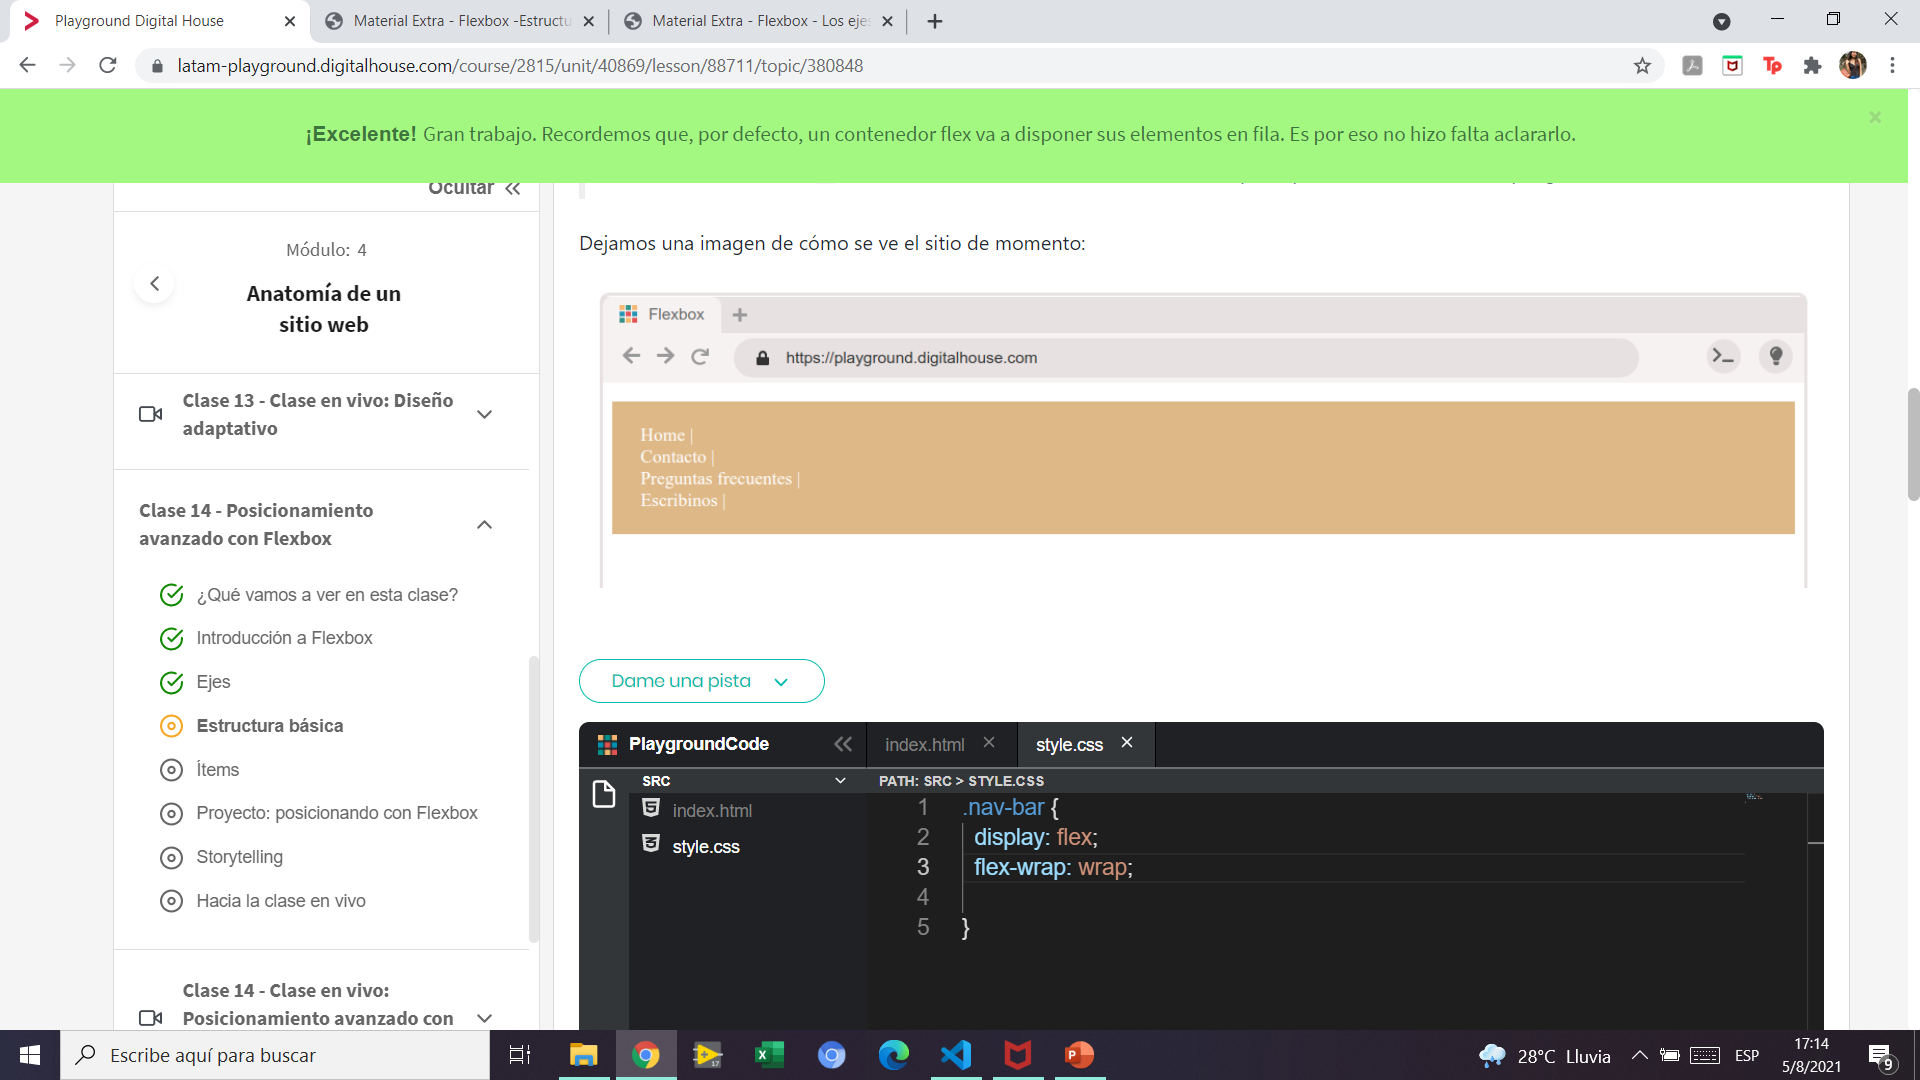 Playground Digital House
Material Extra - Flexbox -Estructu
Material Extra - Flexbox - Los ejes
latam-playground.digitalhouse.com/course/2815/unit/40869/lesson/88711/topic/380848
Tp
¡Excelente! Gran trabajo. Recordemos que, por defecto, un contenedor flex va a disponer sus elementos en fila. Es por eso no hizo falta aclararlo.
Ocultar
Módulo: 4
Anatomía de un
sitio web
Clase 13 - Clase en vivo: Diseño
adaptativo
Clase 14 - Posicionamiento
avanzado con Flexbox
¿Qué vamos a ver en esta clase?
Introducción a Flexbox
Ejes
Estructura básica
Ítems
Proyecto: posicionando con Flexbox
Storytelling
Hacia la clase en vivo
Clase 14 - Clase en vivo:
Posicionamiento avanzado con
Dejamos una imagen de cómo se ve el sitio de momento:
Flexbox
https://playground.digitalhouse.com
Home |
Contacto |
Preguntas frecuentes |
Escribinos |
Dame una pista
PlaygroundCode
index.html
style.css
SRC
PATH: SRC > STYLE.CSS
index.html
style.css
1 .nav-bar {
2 display: flex;
3 flex-wrap: wrap;
4
5 }
Escribe aquí para buscar
28°C Lluvia
ESP
17:14
5/8/2021
9